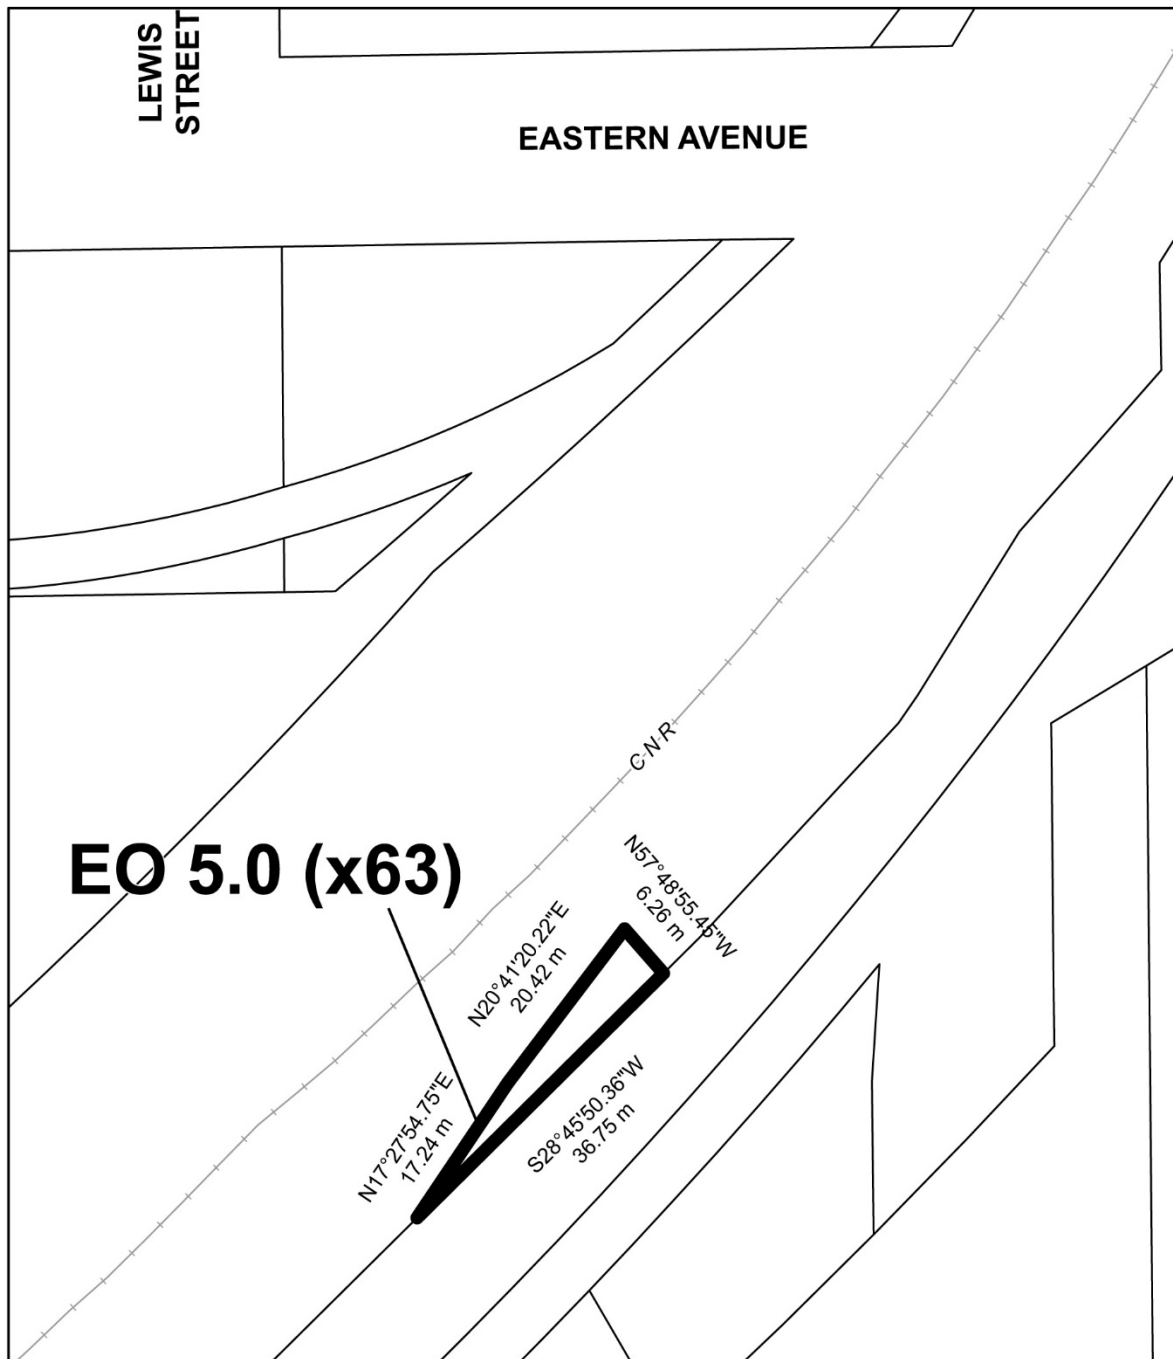 LEWIS
STREET
EASTERN AVENUE
C-N-R
EO 5.0 (x63)
N57°48'55.45"W
6.26 m
N20°41'20.22"E
20.42 m
N17°27'54.75"E
17.24 m
S28°45'50.36"W
36.75 m